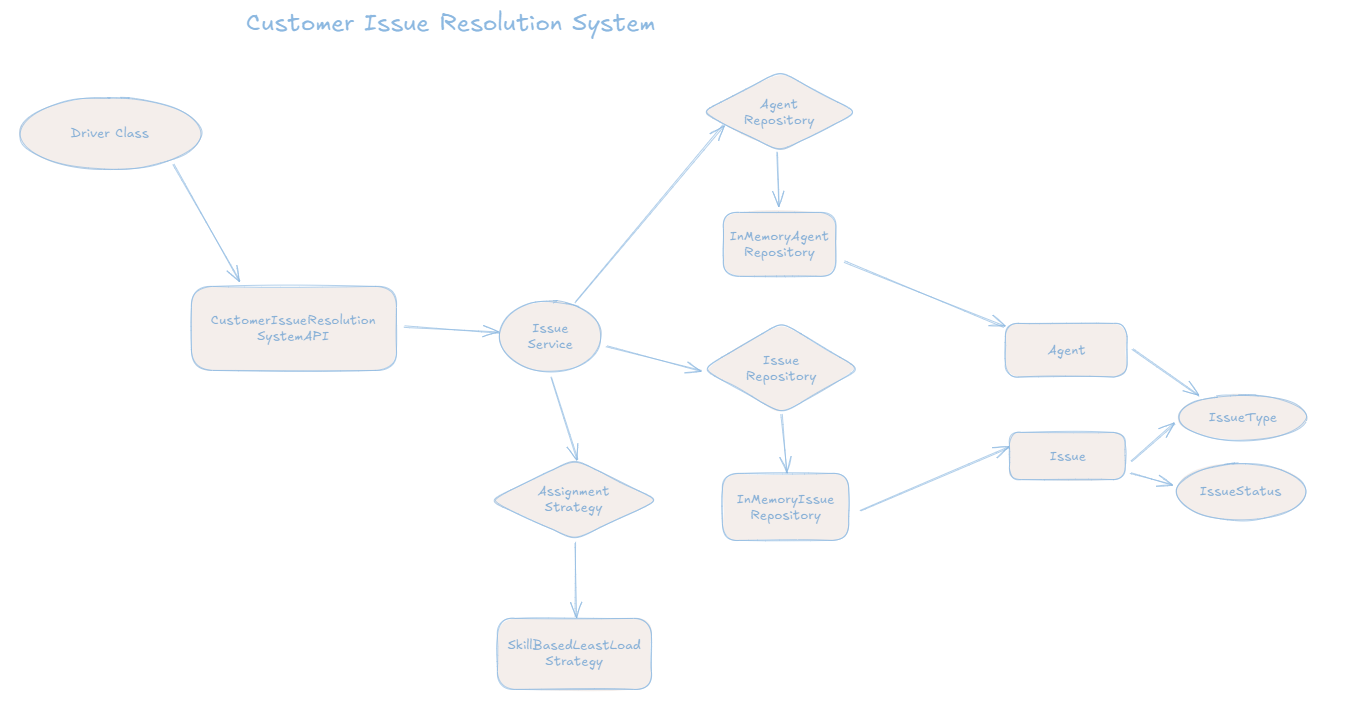 Customer Issue Resolution System
Driver Class
CustomerIssueResolution
SystemAPI
Issue
Service
Agent
Repository
InMemoryAgent
Repository
Issue
Repository
InMemoryIssue
Repository
Assignment
Strategy
SkillBasedLeastLoad
Strategy
Agent
Issue
IssueType
IssueStatus